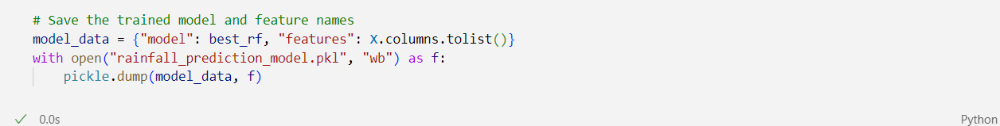 # Save the trained model and feature names
model_data = {"model": best_rf, "features": X.columns.tolist()}
with open("rainfall_prediction_model.pkl", "wb") as f:
    pickle.dump(model_data, f)
0.0s
Python